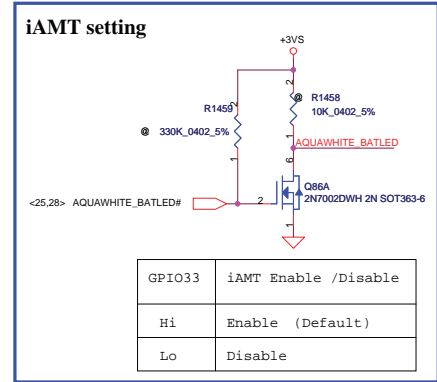 iAMT setting
+3VS
2
2
@ R1458
10K_0402_5%
R1459
@ 330K_0402_5%
1
1
AQUAWHITE_BATLED
6
Q86A
2N7002DWH 2N SOT363-6
<25,28> AQUAWHITE_BATLED#
2
1
GPIO33 iAMT Enable /Disable
Hi Enable (Default)
Lo Disable